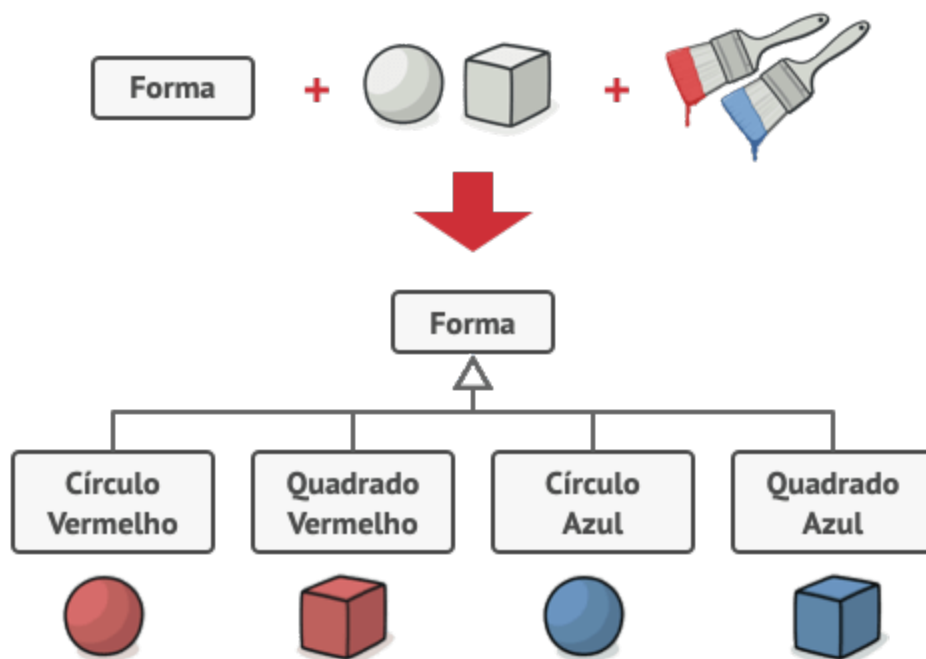 Forma
Forma
Círculo
Vermelho
Quadrado
Vermelho
Círculo
Azul
Quadrado
Azul